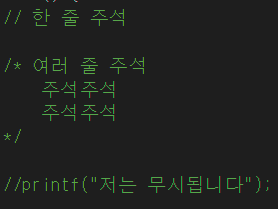 // 한 줄 주석
/* 여러 줄 주석
주석주석
주석주석
*/
//printf("저는 무시됩니다");